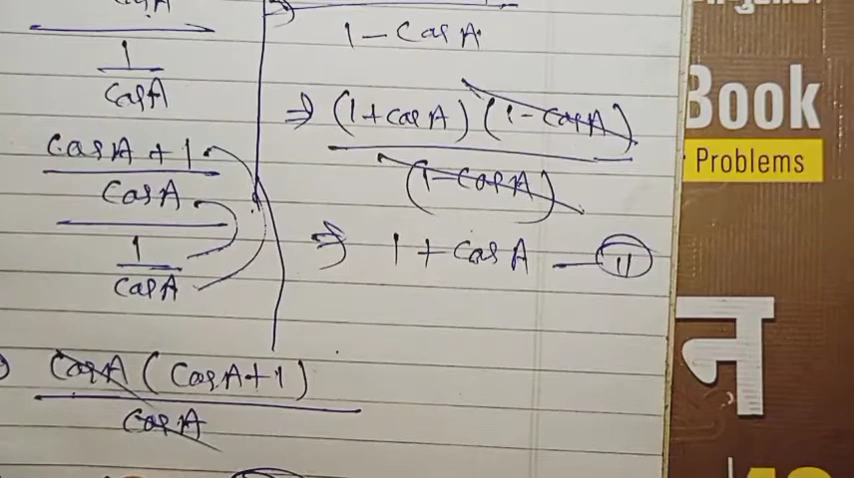 1
cosA
cosA + 1
cosA
1
cosA
cosA (cosA+1)
cosA
1 - cosA
⇒ (1+cosA) (1-cosA)
(1-cosA)
⇒ 1 + cosA — II
Book
Problems
न